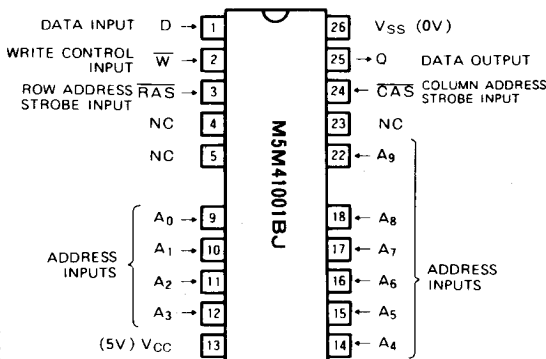 DATA INPUT D → 1
WRITE CONTROL INPUT W̅ → 2
ROW ADDRESS STROBE INPUT R̅A̅S̅ → 3
NC 4
NC 5
ADDRESS INPUTS
A0 → 9
A1 → 10
A2 → 11
A3 → 12
(5V) VCC 13
M5M41001BJ
26 VSS (0V)
25 → Q DATA OUTPUT
24 ← C̅A̅S̅ COLUMN ADDRESS STROBE INPUT
23 NC
22 ← A9
18 ← A8
17 ← A7
16 ← A6
15 ← A5
14 ← A4
ADDRESS INPUTS